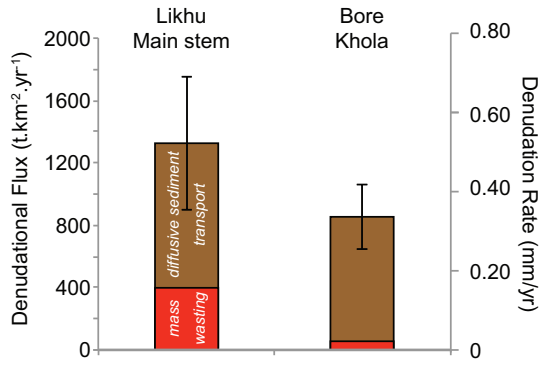 Likhu
Main stem
Bore
Khola
Denudational Flux (t.km⁻².yr⁻¹)
2000
1600
1200
800
400
0
diffusive sediment
transport
mass
wasting
0.80
0.60
0.40
0.20
0
Denudation Rate (mm/yr)